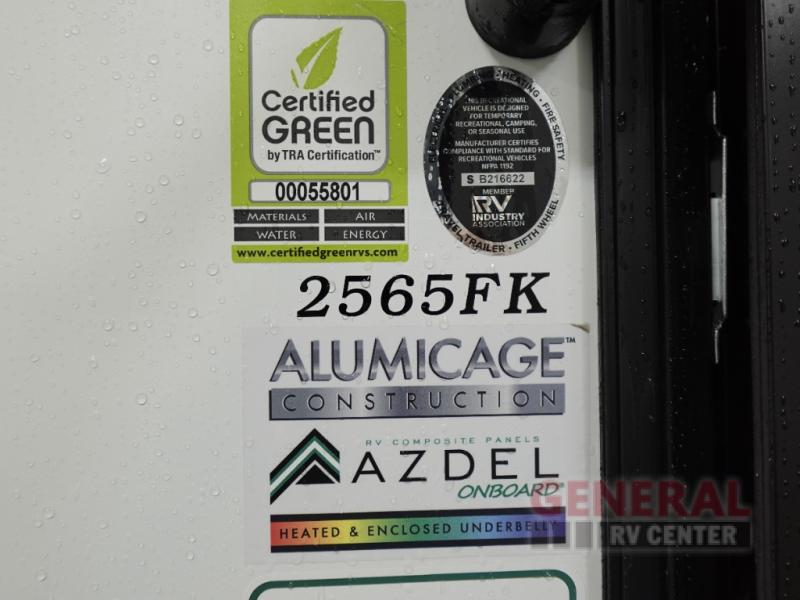 Certified
GREEN
by TRA Certification™
00055801
MATERIALS AIR
WATER ENERGY
www.certifiedgreenrvs.com
HEATING • FIRE SAFETY
THIS RECREATIONAL
VEHICLE IS DESIGNED
FOR TEMPORARY
RECREATIONAL, CAMPING,
OR SEASONAL USE
MANUFACTURER CERTIFIES
COMPLIANCE WITH STANDARD FOR
RECREATIONAL VEHICLES
NFPA 1192
S B216622
MEMBER
RV
INDUSTRY
ASSOCIATION
TRAVEL TRAILER • FIFTH WHEEL •
2565FK
ALUMICAGE™
CONSTRUCTION
RV COMPOSITE PANELS
AZDEL
ONBOARD®
HEATED & ENCLOSED UNDERBELLY
GENERAL
RV CENTER